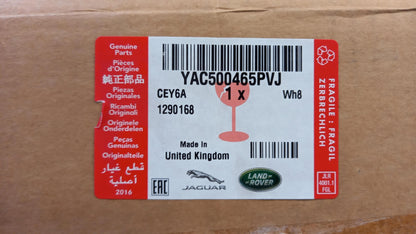 Genuine
Parts
Pièces
d'Origine
純正部品
Piezas
Originales
Ricambi
Originali
Originele
Onderdelen
Peças
Genuinas
Originalteile
قطع غيار
أصلية
2016
YAC500465PVJ
CEY6A
1 x
Wh8
1290168
Made In
United Kingdom
EAC
JAGUAR
LAND-
ROVER
FRAGILE : FRAGIL
ZERBRECHLICH
JLR
4001.1
FGL